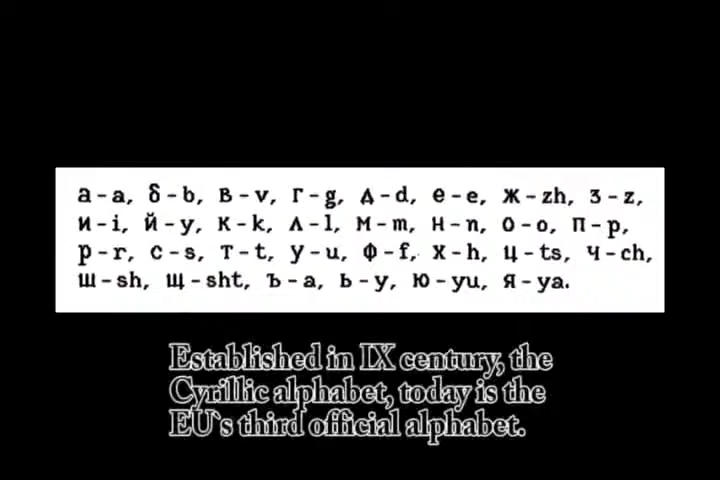 а - a, б - b, в - v, г - g, д - d, е - e, ж - zh, з - z,
и - i, й - y, к - k, л - l, м - m, н - n, о - o, п - p,
р - r, с - s, т - t, у - u, ф - f, х - h, ц - ts, ч - ch,
ш - sh, щ - sht, ъ - a, ь - y, ю - yu, я - ya.
Established in IX century, the
Cyrillic alphabet, today is the
EU`s third official alphabet.